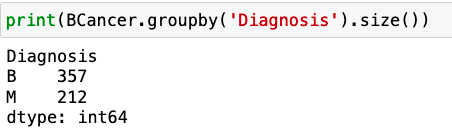 print(BCancer.groupby('Diagnosis').size())
Diagnosis
B    357
M    212
dtype: int64